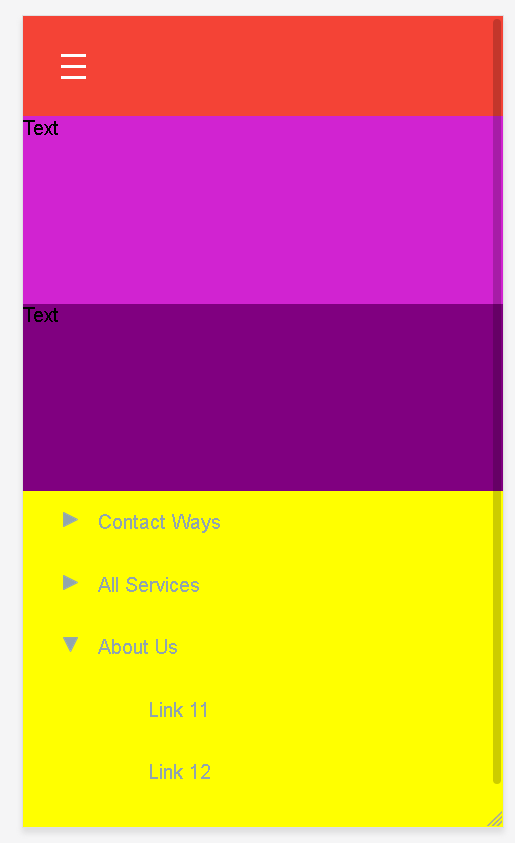 Text
Text
Contact Ways
All Services
About Us
Link 11
Link 12